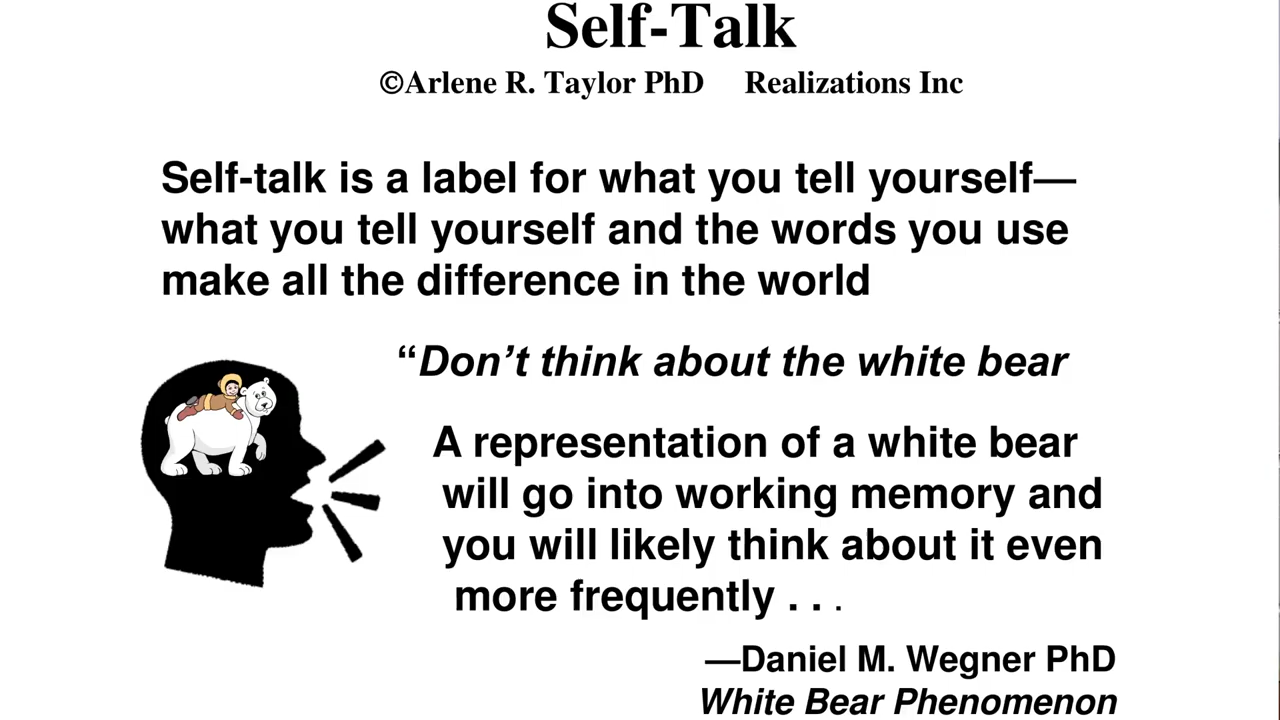 Self-Talk
©Arlene R. Taylor PhD Realizations Inc
Self-talk is a label for what you tell yourself—
what you tell yourself and the words you use
make all the difference in the world
“Don’t think about the white bear
A representation of a white bear
will go into working memory and
you will likely think about it even
more frequently . . .
—Daniel M. Wegner PhD
White Bear Phenomenon